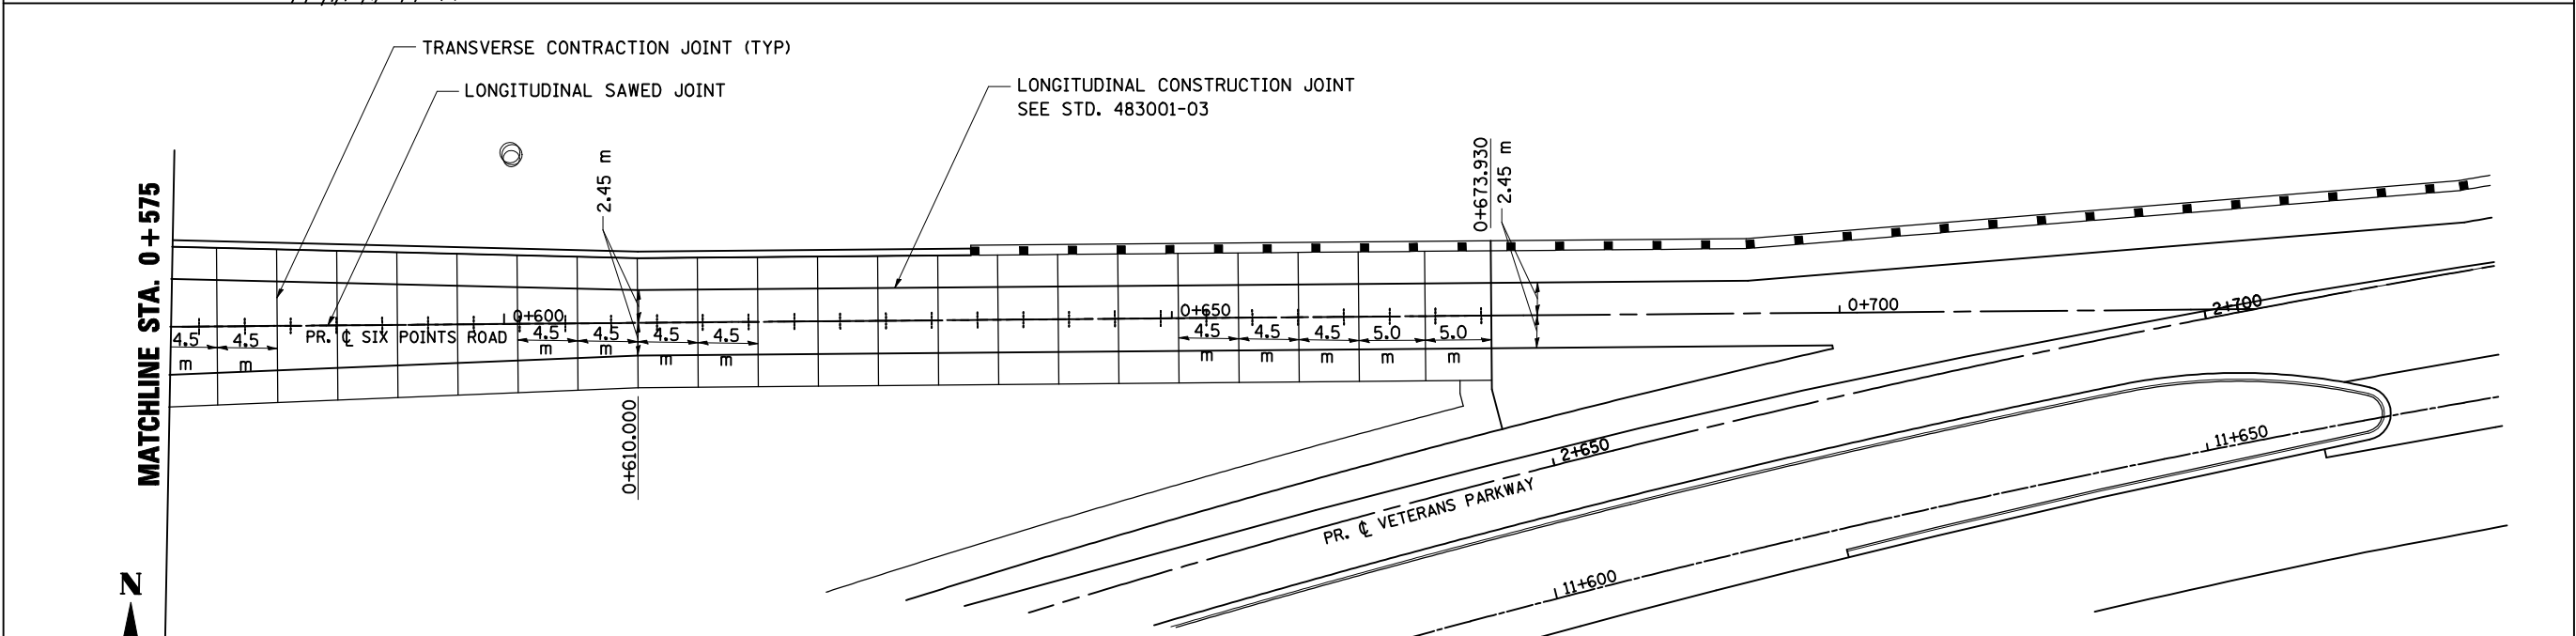 TRANSVERSE CONTRACTION JOINT (TYP)
LONGITUDINAL SAWED JOINT
LONGITUDINAL CONSTRUCTION JOINT
SEE STD. 483001-03
MATCHLINE STA. 0+575
2.45 m
0+673.930
2.45 m
0+600
0+650
0+700
2+700
4.5
m
4.5
m
PR. ℄ SIX POINTS ROAD
4.5
m
4.5
m
4.5
m
4.5
m
4.5
m
4.5
m
4.5
m
5.0
m
5.0
m
0+610.000
2+650
PR. ℄ VETERANS PARKWAY
11+650
11+600
N